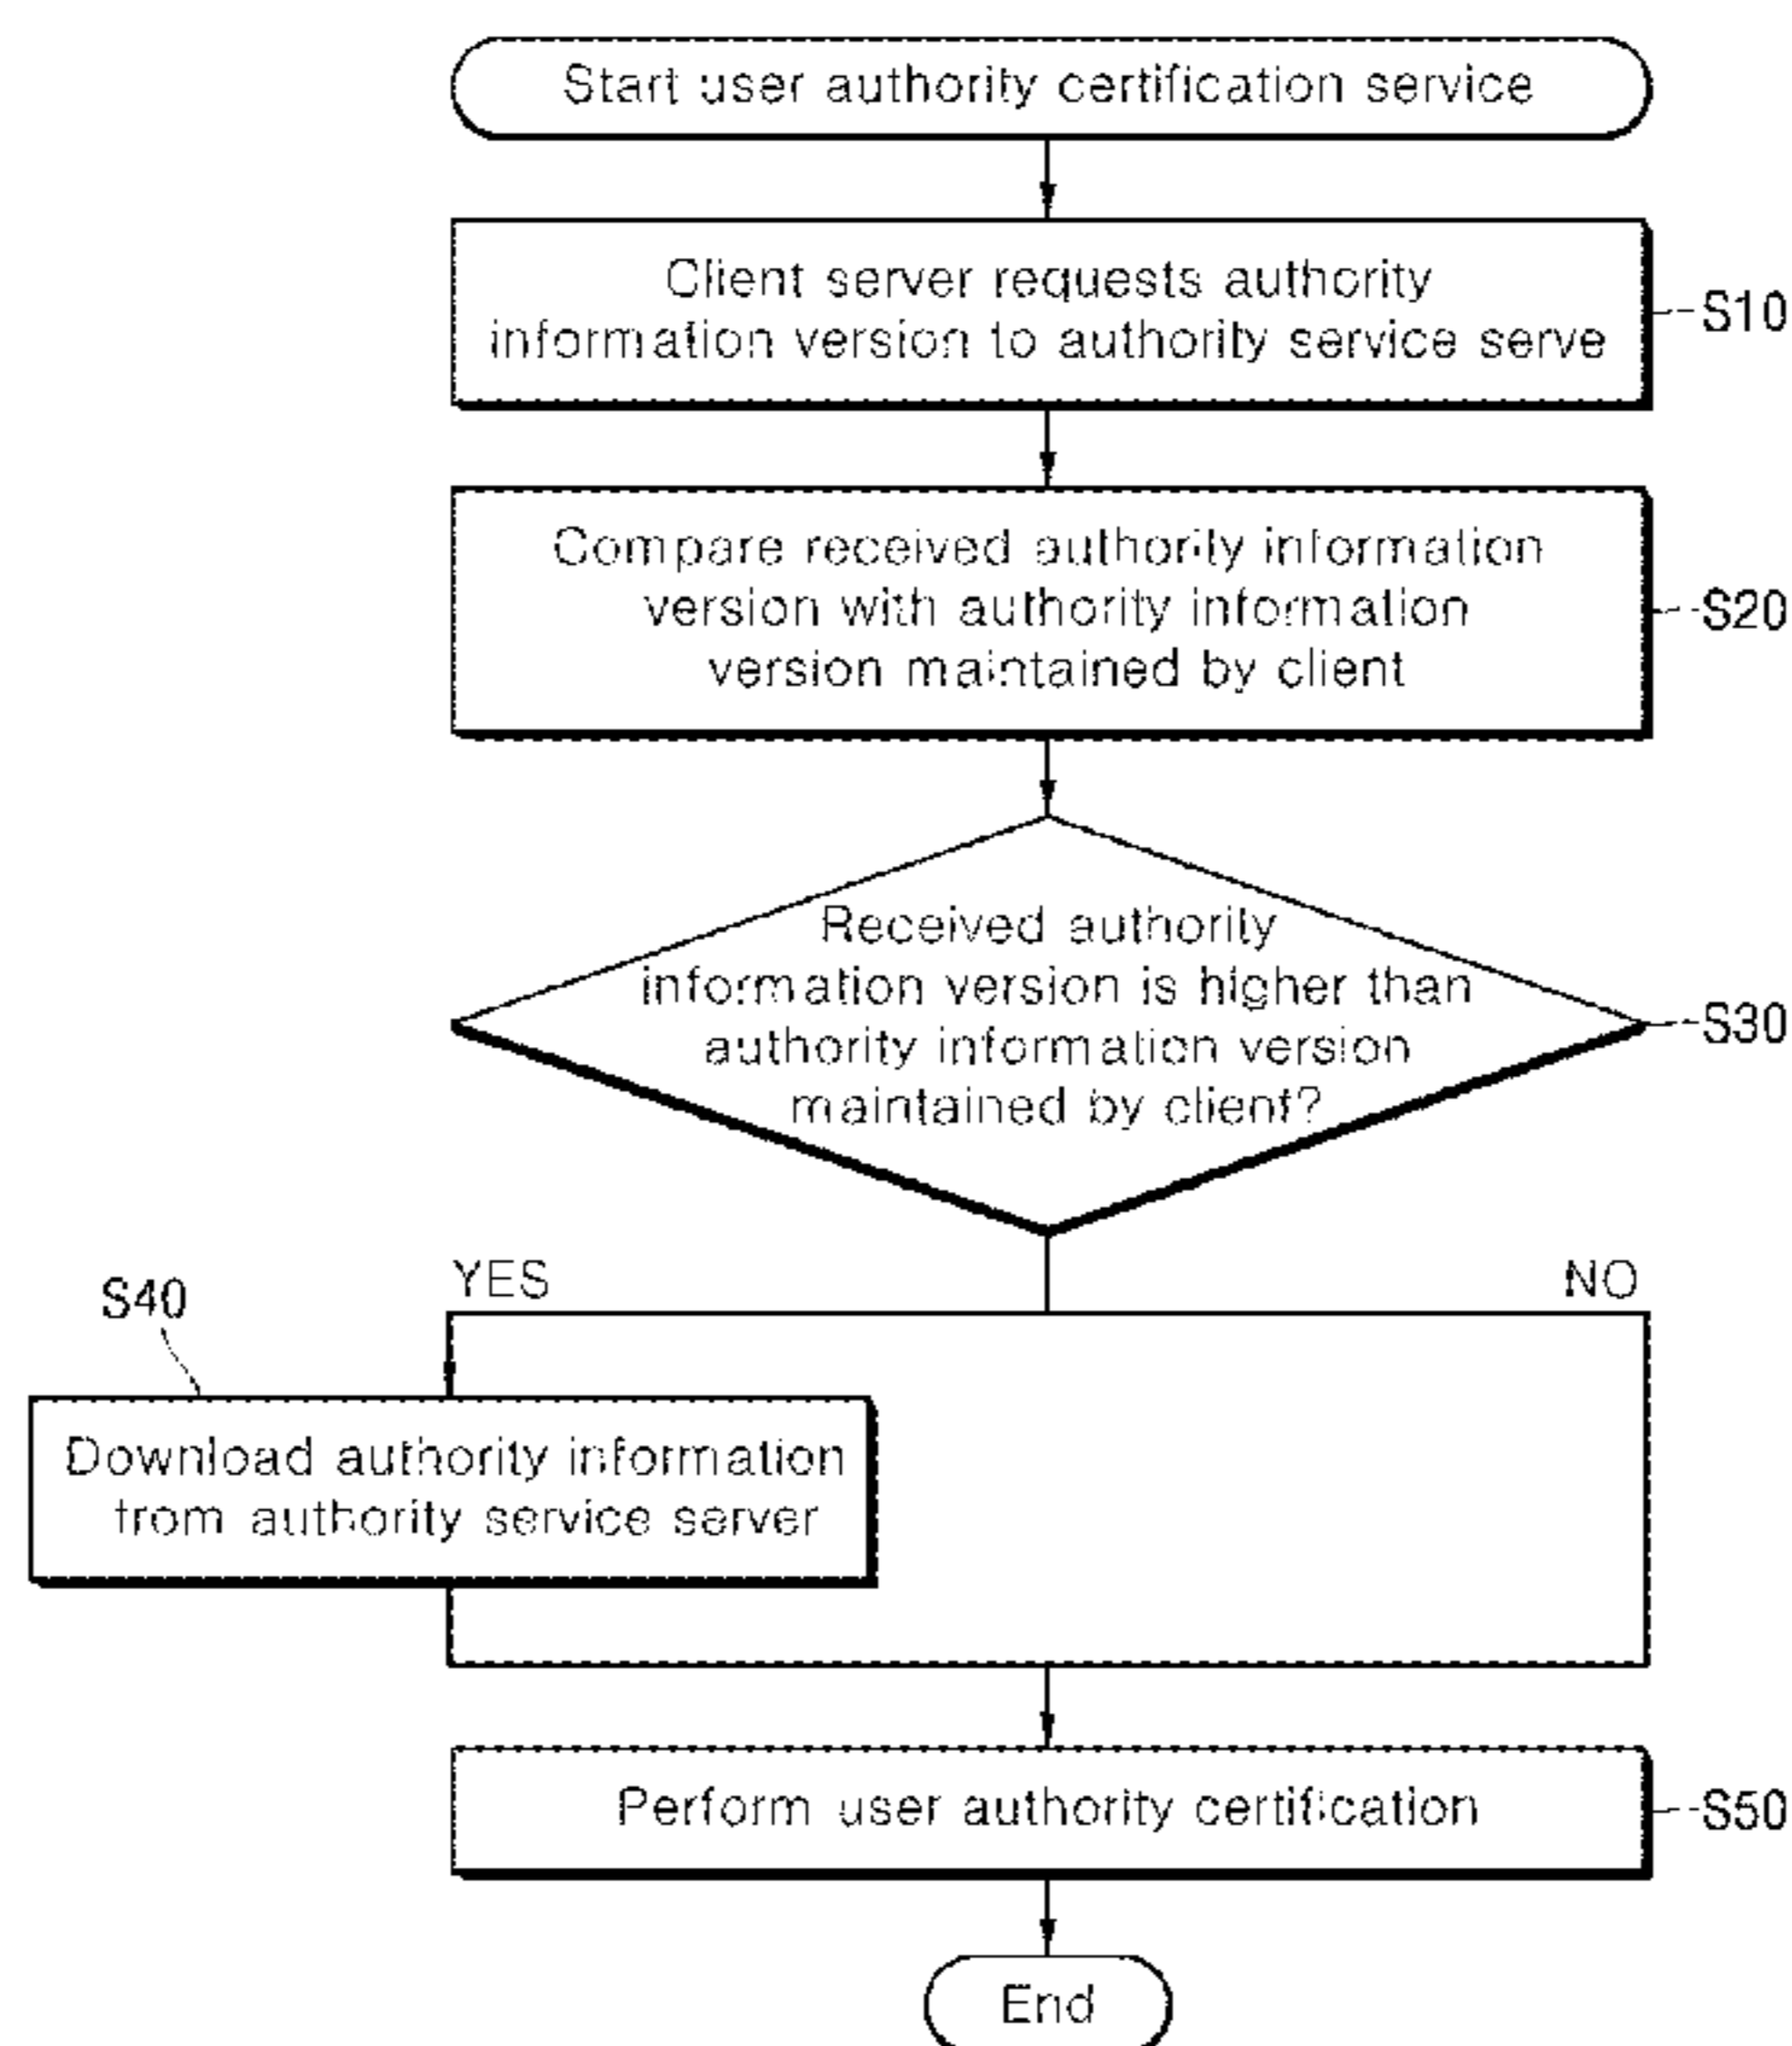 Start user authority certification service
Client server requests authority
information version to authority service serve
S10
Compare received authority information
version with authority information
version maintained by client
S20
Received authority
information version is higher than
authority information version
maintained by client?
S30
YES
NO
S40
Download authority information
from authority service server
Perform user authority certification
S50
End